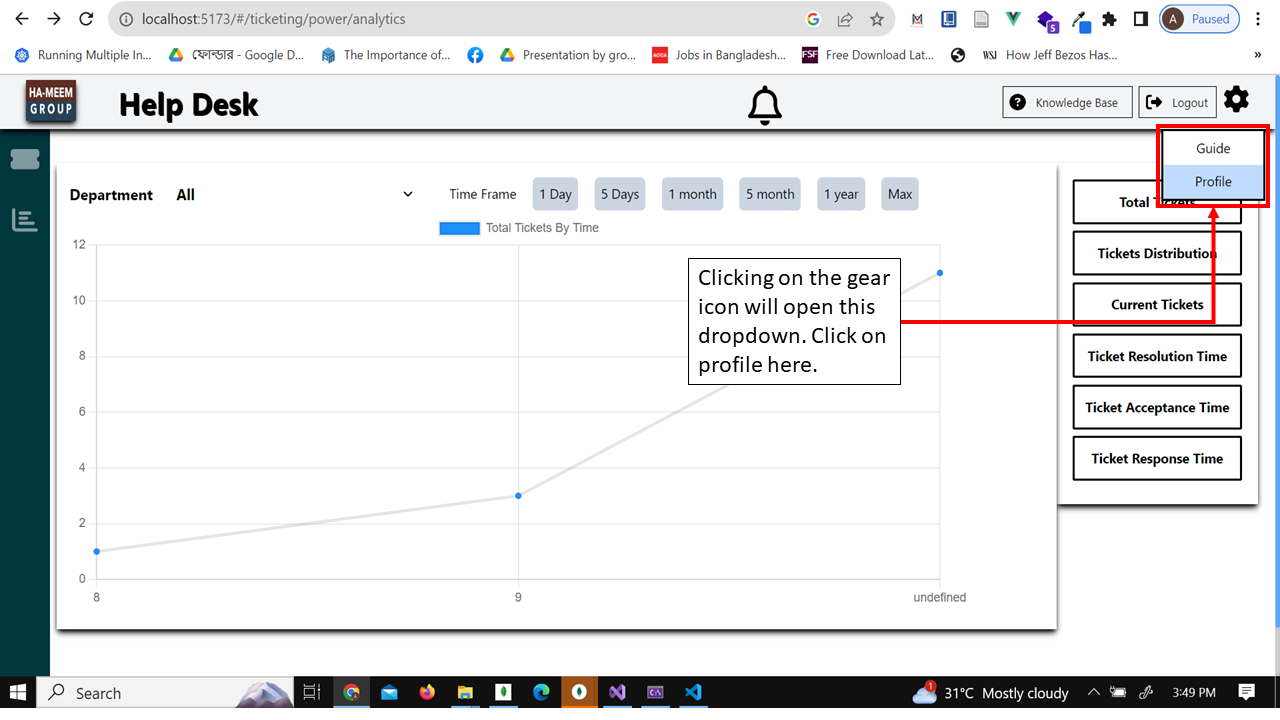 localhost:5173/#/ticketing/power/analytics
5
A
Paused
Running Multiple In...
ফোল্ডার - Google D...
The Importance of...
Presentation by gro...
ACCA
Jobs in Bangladesh...
FSF
Free Download Lat...
WSJ
How Jeff Bezos Has...
»
HA-MEEM
GROUP
Help Desk
Knowledge Base
Logout
Guide
Profile
Department
All
Time Frame
1 Day
5 Days
1 month
5 month
1 year
Max
Total Tickets By Time
12
10
8
6
4
2
0
8
9
undefined
Clicking on the gear
icon will open this
dropdown. Click on
profile here.
Total Tickets
Tickets Distribution
Current Tickets
Ticket Resolution Time
Ticket Acceptance Time
Ticket Response Time
Search
1
31°C Mostly cloudy
3:49 PM